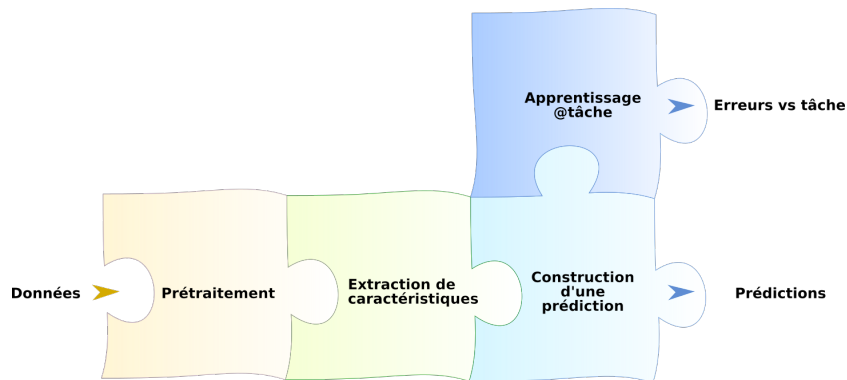 Apprentissage
@tâche
Erreurs vs tâche
Données
Prétraitement
Extraction de
caractéristiques
Construction
d'une
prédiction
Prédictions